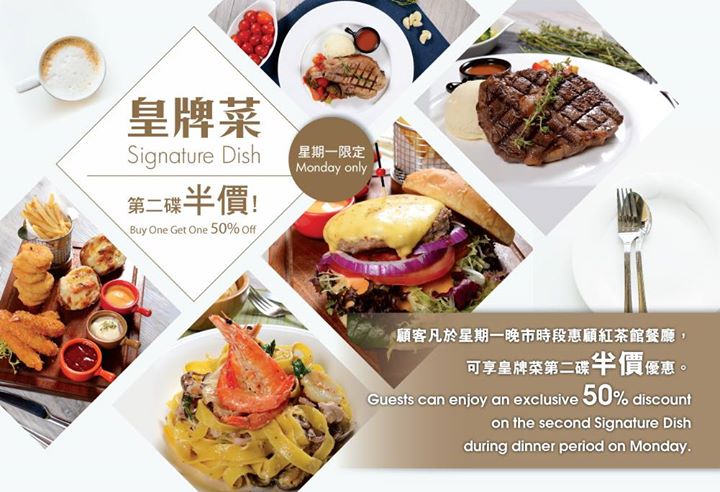 皇牌菜
Signature Dish
第二碟半價!
Buy One Get One 50% Off
星期一限定
Monday only
顧客凡於星期一晚市時段惠顧紅茶館餐廳，
可享皇牌菜第二碟半價優惠。
Guests can enjoy an exclusive 50% discount
on the second Signature Dish
during dinner period on Monday.